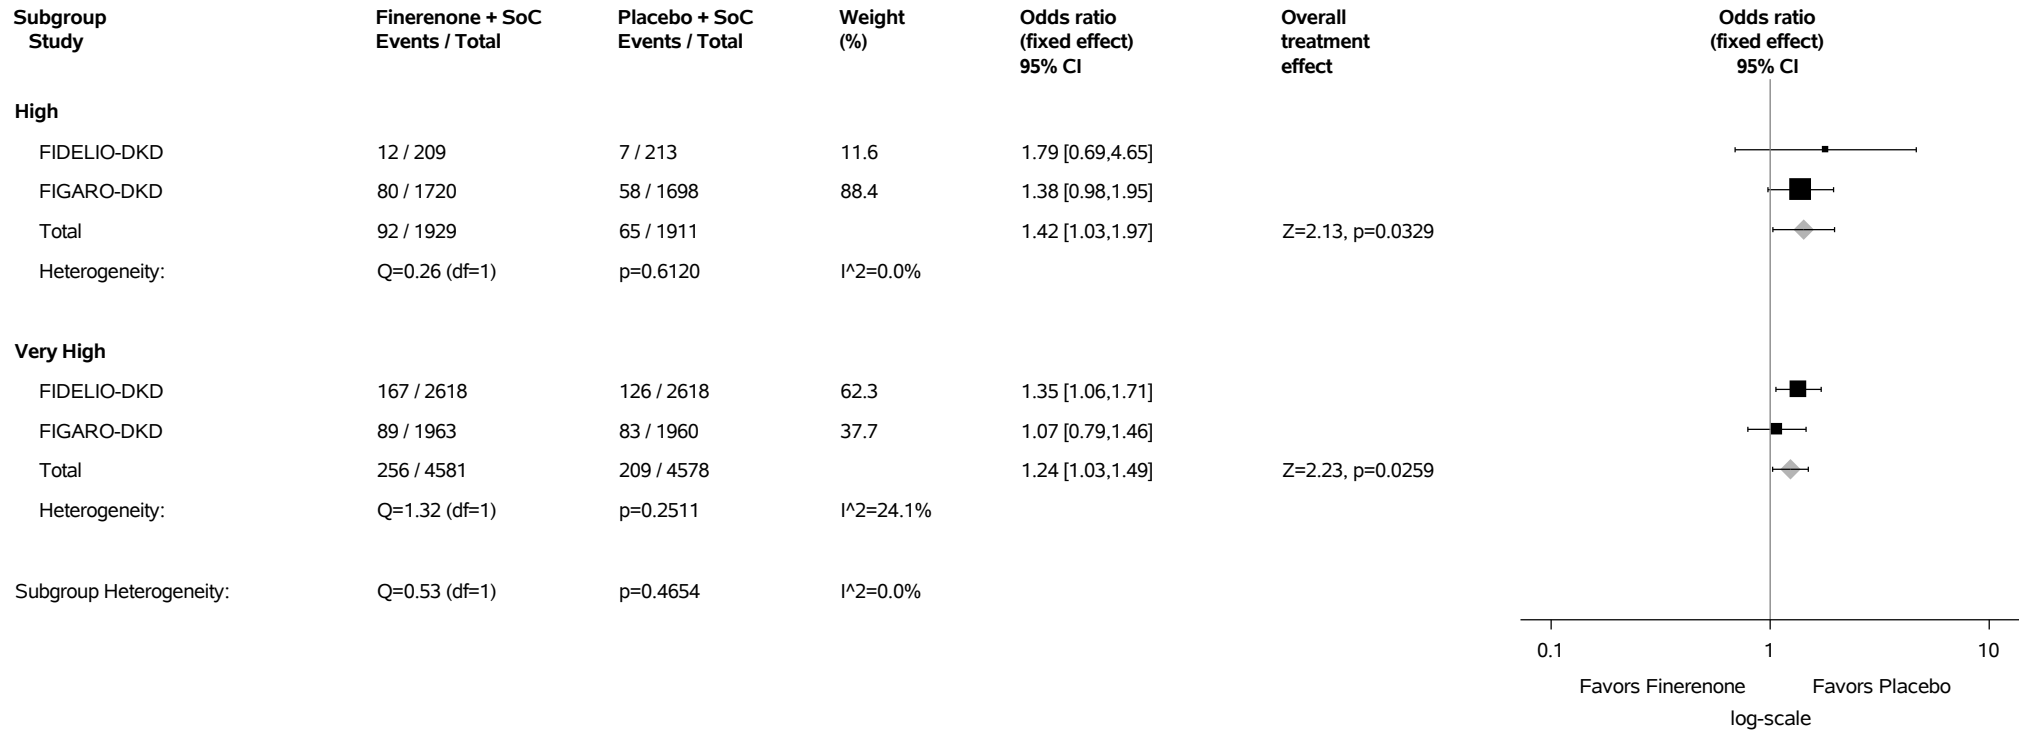 Subgroup Finerenone + SoC Placebo + SoC Weight Odds ratio Overall Odds ratio
Study Events / Total Events / Total (%) (fixed effect) treatment (fixed effect)
95% CI effect 95% CI
High
FIDELIO-DKD 12 / 209 7 / 213 11.6 1.79 [0.69,4.65]
FIGARO-DKD 80 / 1720 58 / 1698 88.4 1.38 [0.98,1.95]
Total 92 / 1929 65 / 1911 1.42 [1.03,1.97] Z=2.13, p=0.0329
Heterogeneity: Q=0.26 (df=1) p=0.6120 I^2=0.0%
Very High
FIDELIO-DKD 167 / 2618 126 / 2618 62.3 1.35 [1.06,1.71]
FIGARO-DKD 89 / 1963 83 / 1960 37.7 1.07 [0.79,1.46]
Total 256 / 4581 209 / 4578 1.24 [1.03,1.49] Z=2.23, p=0.0259
Heterogeneity: Q=1.32 (df=1) p=0.2511 I^2=24.1%
Subgroup Heterogeneity: Q=0.53 (df=1) p=0.4654 I^2=0.0%
0.1 1 10
Favors Finerenone Favors Placebo
log-scale